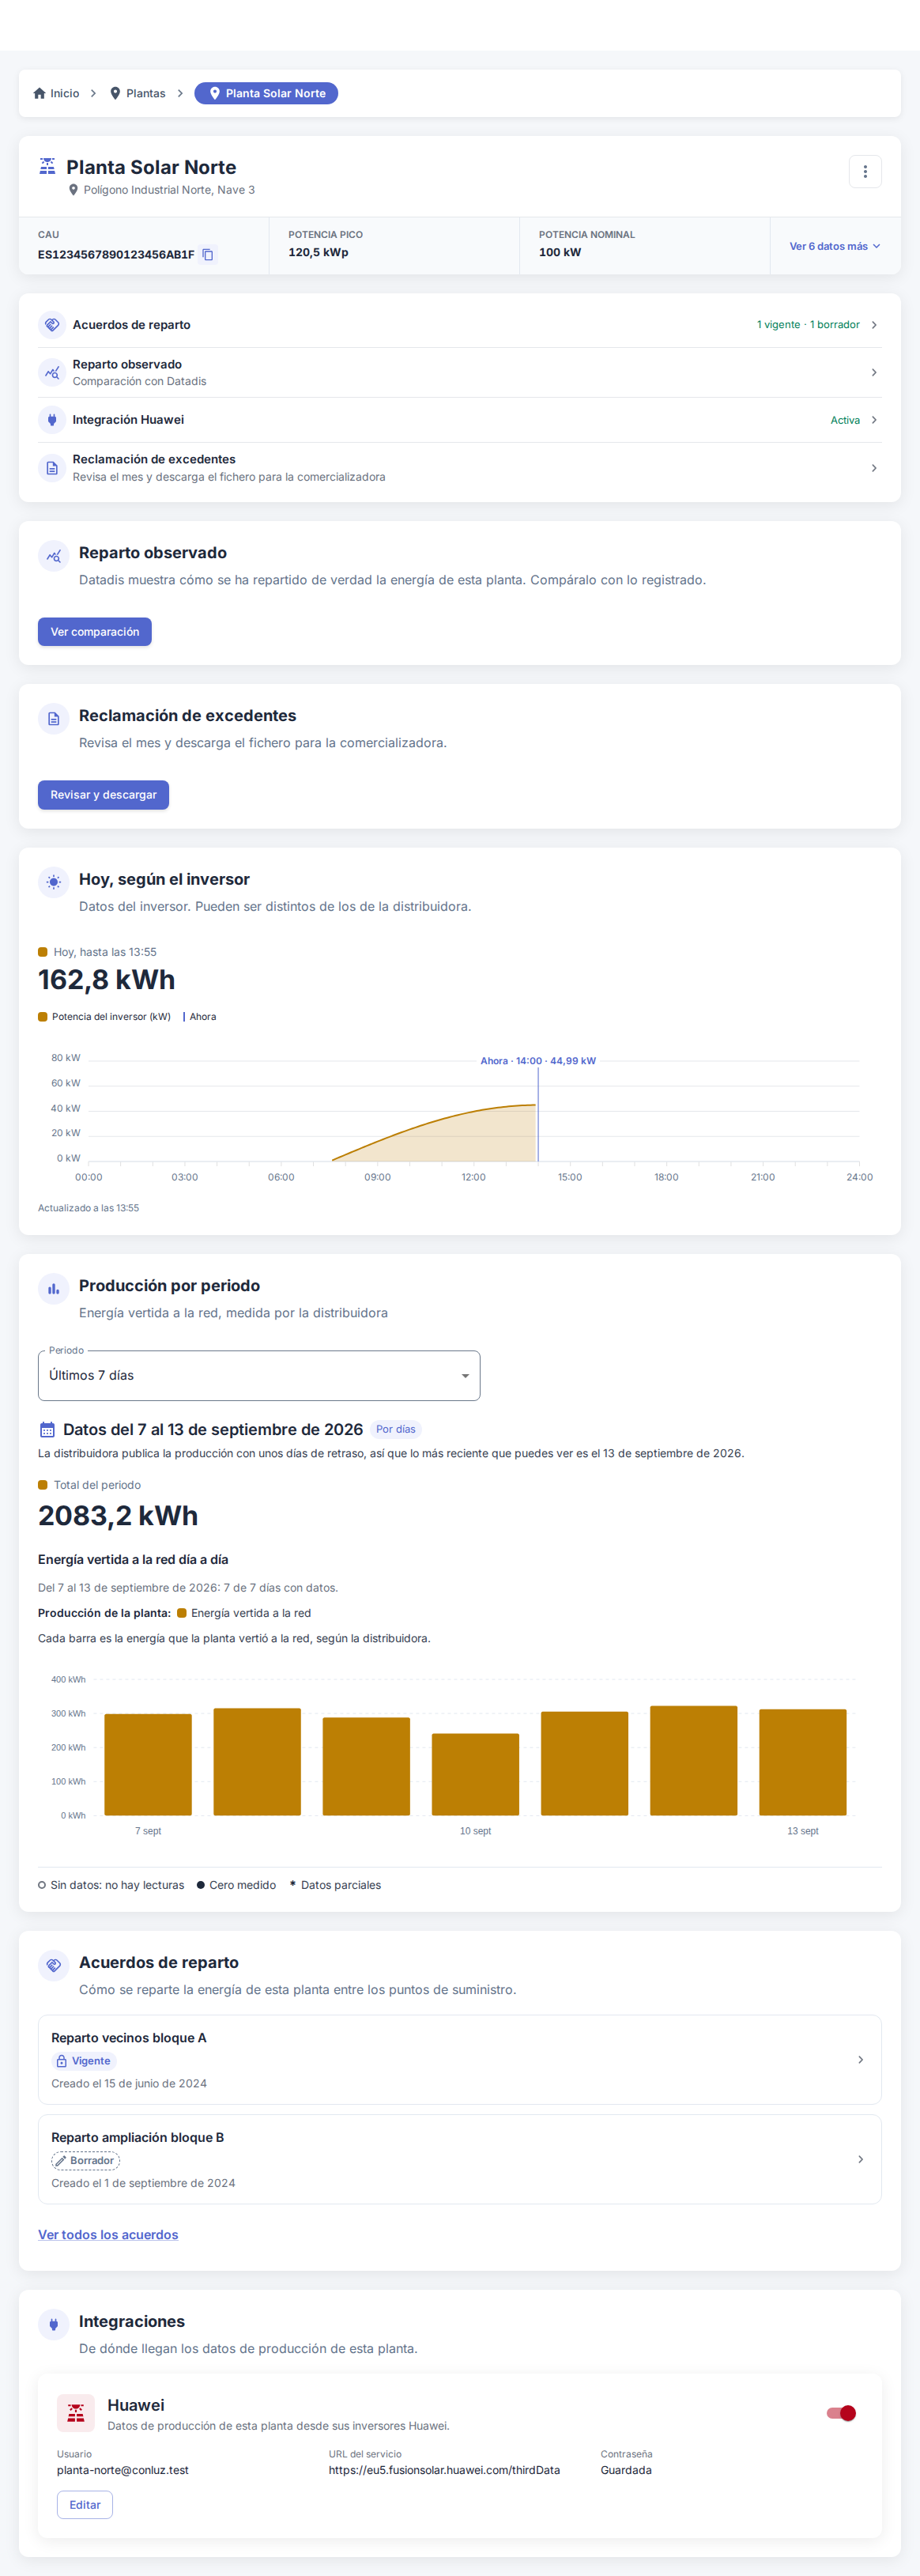 Inicio
Plantas
Planta Solar Norte
Planta Solar Norte
Polígono Industrial Norte, Nave 3
CAU
ES1234567890123456AB1F
POTENCIA PICO
120,5 kWp
POTENCIA NOMINAL
100 kW
Ver 6 datos más
Acuerdos de reparto
1 vigente · 1 borrador
Reparto observado
Comparación con Datadis
Integración Huawei
Activa
Reclamación de excedentes
Revisa el mes y descarga el fichero para la comercializadora
Reparto observado
Datadis muestra cómo se ha repartido de verdad la energía de esta planta. Compáralo con lo registrado.
Ver comparación
Reclamación de excedentes
Revisa el mes y descarga el fichero para la comercializadora.
Revisar y descargar
Hoy, según el inversor
Datos del inversor. Pueden ser distintos de los de la distribuidora.
Hoy, hasta las 13:55
162,8 kWh
Potencia del inversor (kW)
Ahora
Ahora · 14:00 · 44,99 kW
80 kW
60 kW
40 kW
20 kW
0 kW
00:00 03:00 06:00 09:00 12:00 15:00 18:00 21:00 24:00
Actualizado a las 13:55
Producción por periodo
Energía vertida a la red, medida por la distribuidora
Periodo
Últimos 7 días
Datos del 7 al 13 de septiembre de 2026 Por días
La distribuidora publica la producción con unos días de retraso, así que lo más reciente que puedes ver es el 13 de septiembre de 2026.
Total del periodo
2083,2 kWh
Energía vertida a la red día a día
Del 7 al 13 de septiembre de 2026: 7 de 7 días con datos.
Producción de la planta: Energía vertida a la red
Cada barra es la energía que la planta vertió a la red, según la distribuidora.
400 kWh
300 kWh
200 kWh
100 kWh
0 kWh
7 sept 10 sept 13 sept
Sin datos: no hay lecturas Cero medido * Datos parciales
Acuerdos de reparto
Cómo se reparte la energía de esta planta entre los puntos de suministro.
Reparto vecinos bloque A
Vigente
Creado el 15 de junio de 2024
Reparto ampliación bloque B
Borrador
Creado el 1 de septiembre de 2024
Ver todos los acuerdos
Integraciones
De dónde llegan los datos de producción de esta planta.
Huawei
Datos de producción de esta planta desde sus inversores Huawei.
Usuario
planta-norte@conluz.test
URL del servicio
https://eu5.fusionsolar.huawei.com/thirdData
Contraseña
Guardada
Editar